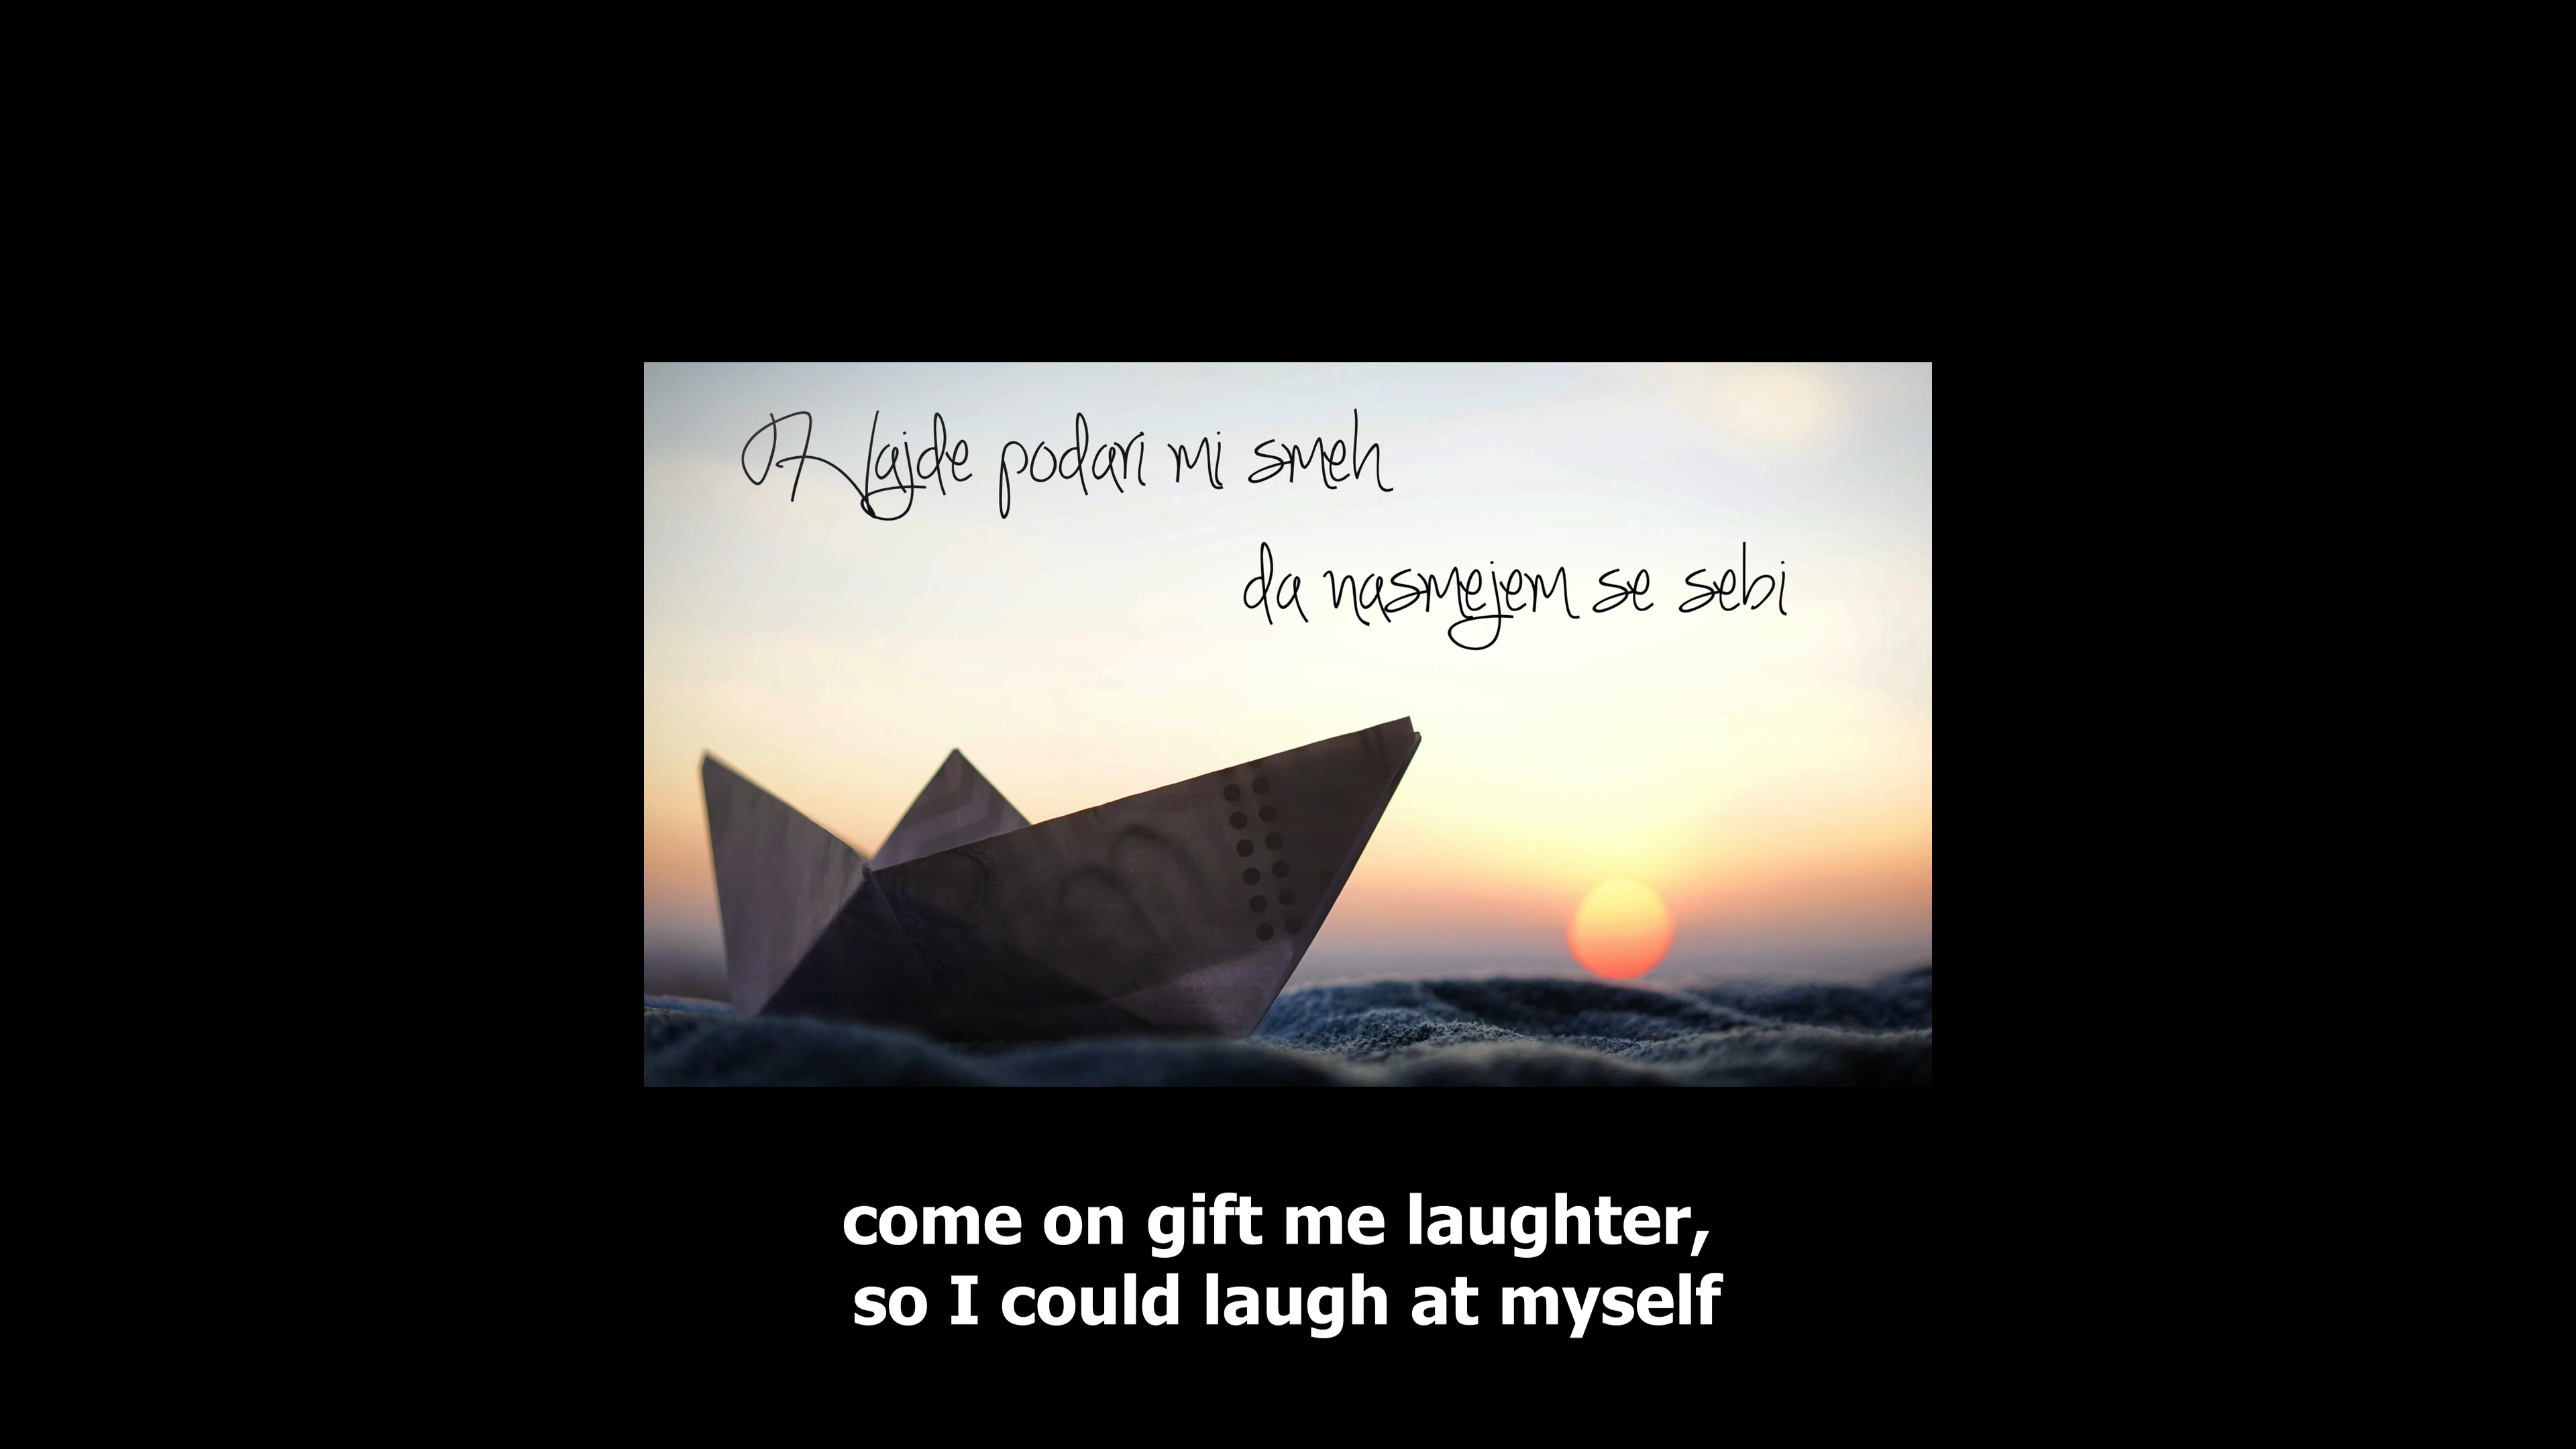 Hajde podari mi smeh
da nasmejem se sebi
come on gift me laughter,
so I could laugh at myself